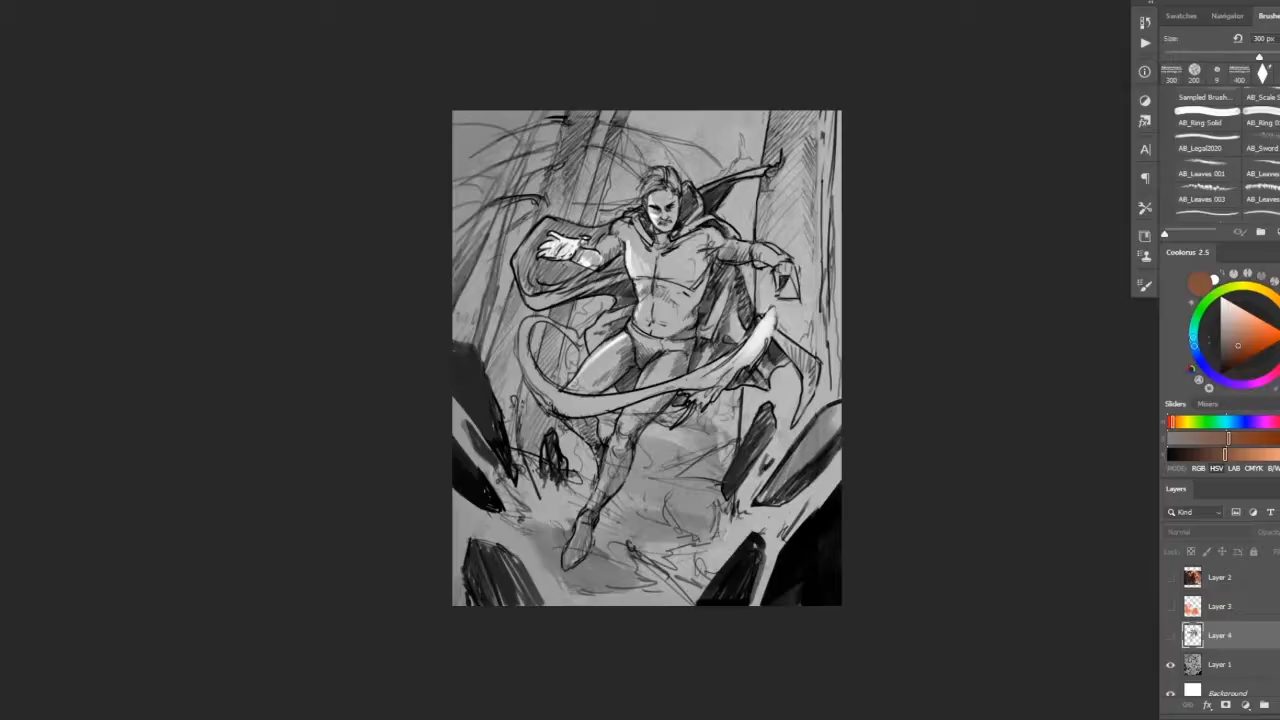 Swatches Navigator Brushes
Size: 300 px
300 200 9 400
Sampled Brush... AB_Scale S
AB_Ring Solid AB_Ring 0
AB_Legal2020 AB_Sword
AB_Leaves 001 AB_Leaves
AB_Leaves 003 AB_Leaves
Coolorus 2.5
Sliders Mixers
MODE: RGB HSV LAB CMYK B/W
Layers
Kind
Normal Opacity
Lock:
Layer 2
Layer 3
Layer 4
Layer 1
Background